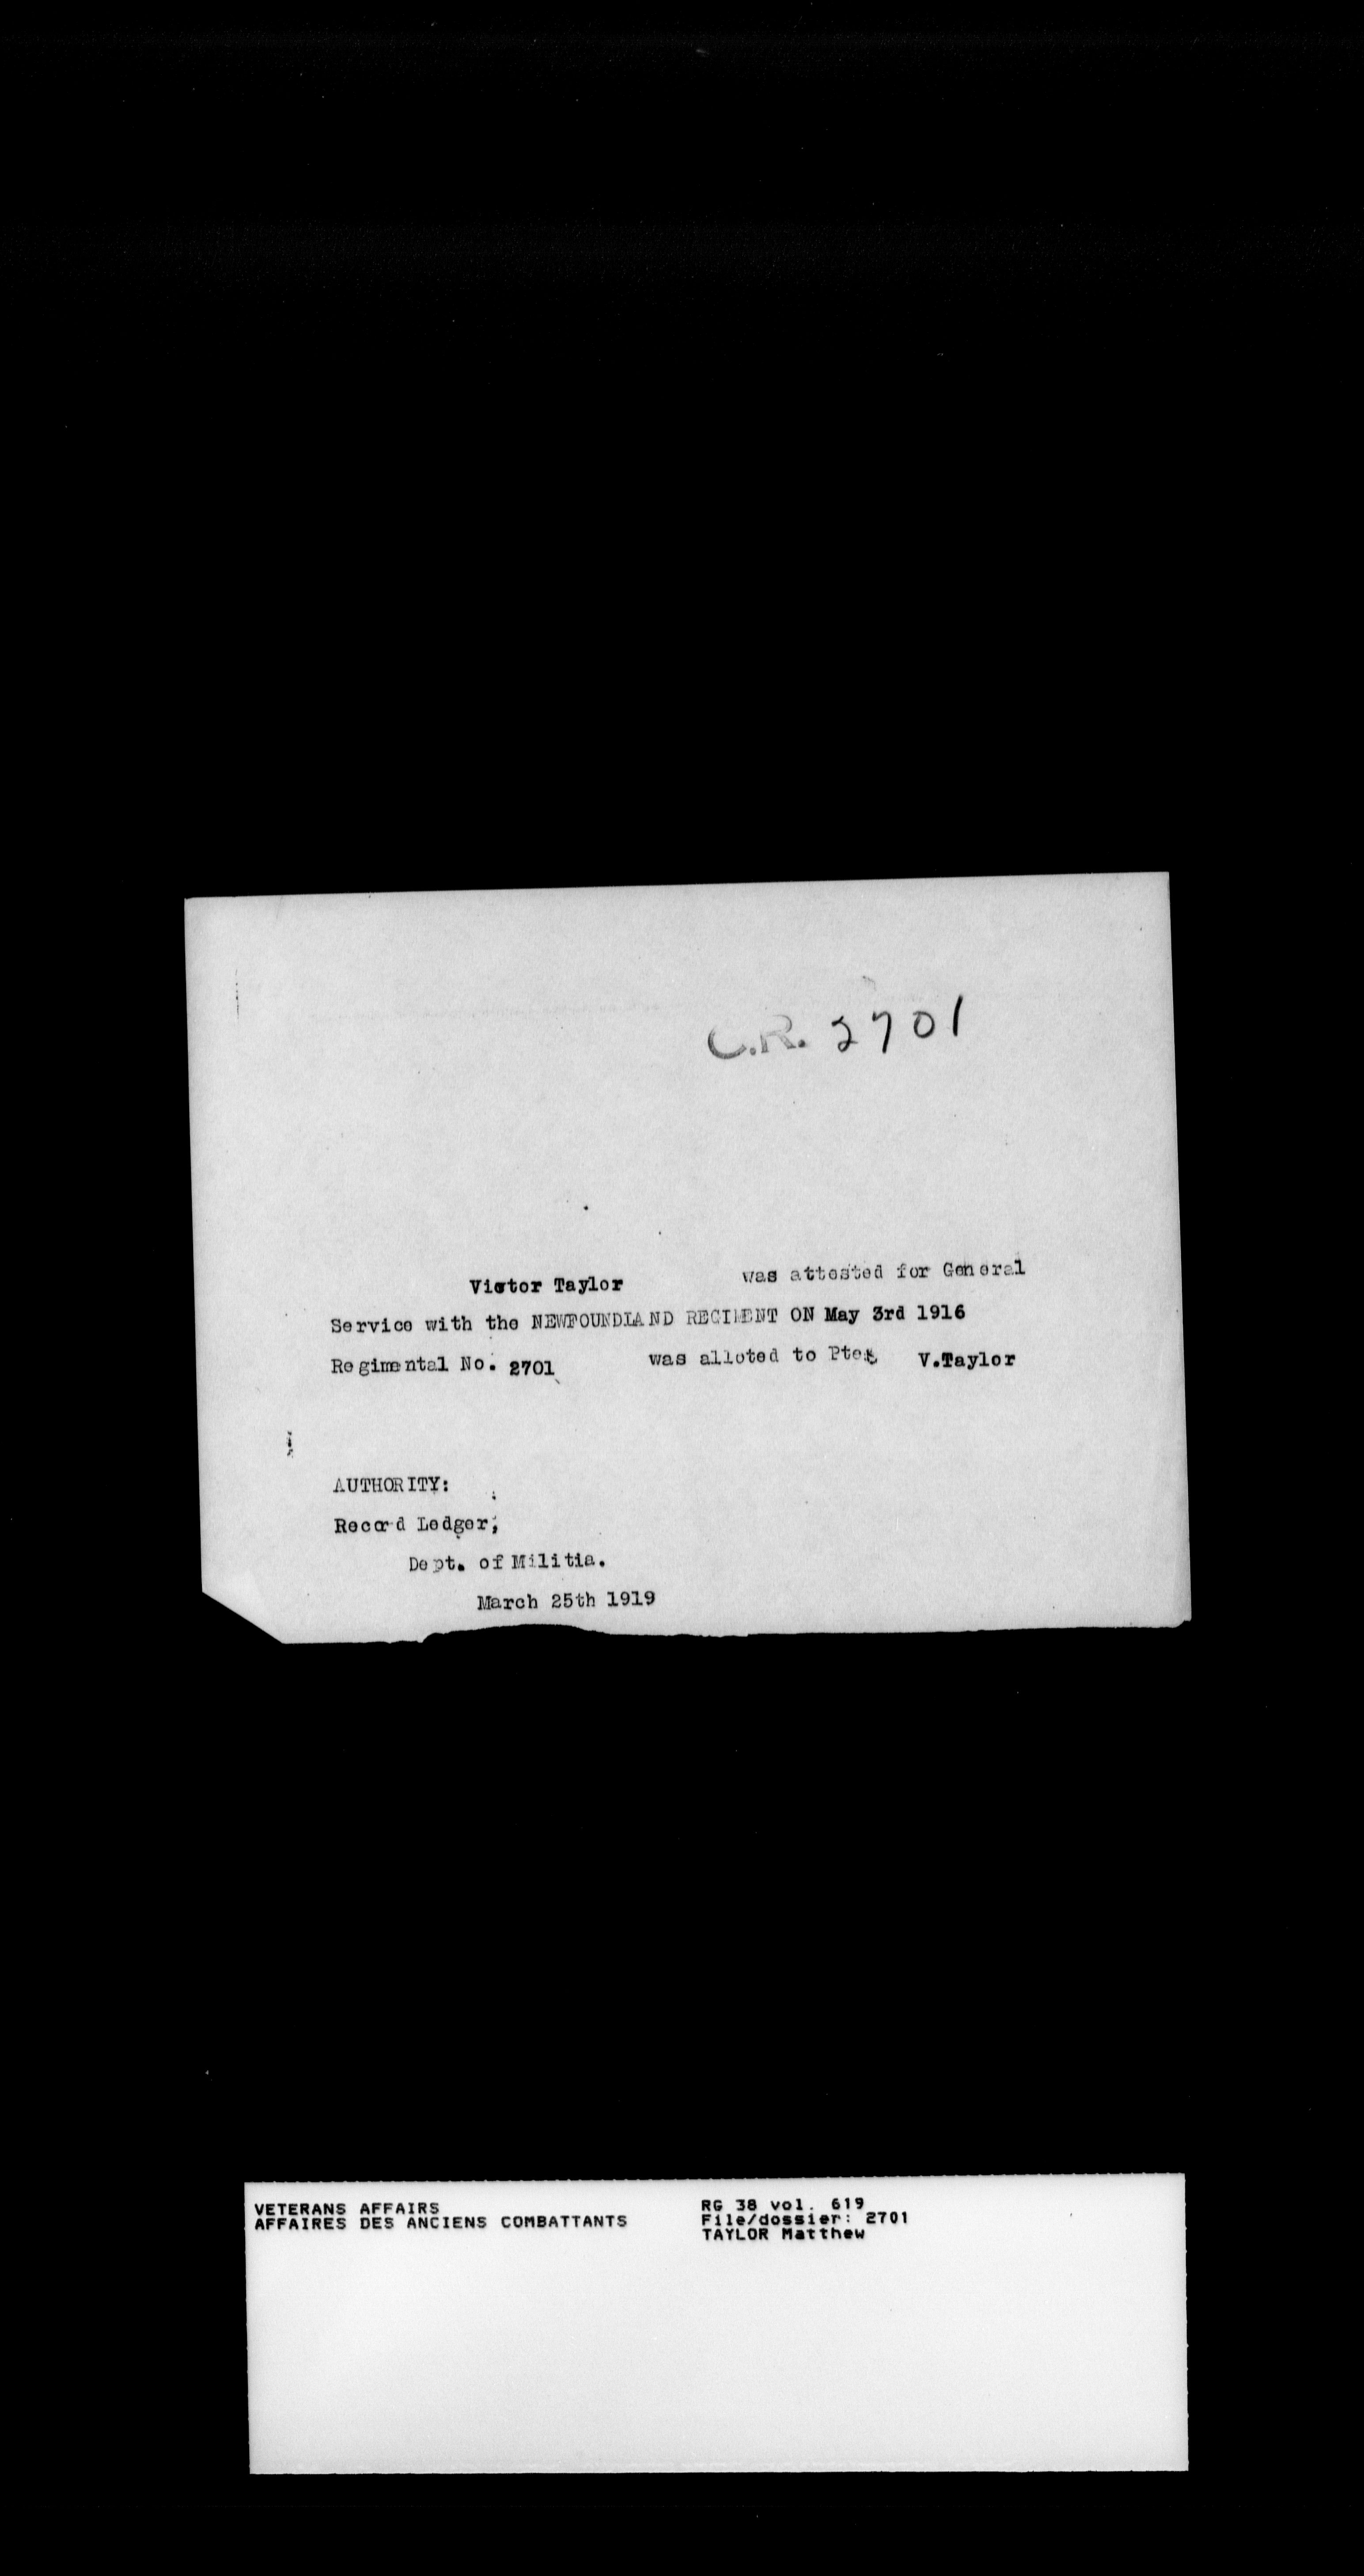 C.R. 2701
Victor Taylor was attested for General
Service with the NEWFOUNDLAND REGIMENT ON May 3rd 1916
Regimental No. 2701 was alloted to Pte. V.Taylor
AUTHORITY:
Record Ledger,
Dept. of Militia.
March 25th 1919
VETERANS AFFAIRS
AFFAIRES DES ANCIENS COMBATTANTS
RG 38 vol. 619
File/dossier: 2701
TAYLOR Matthew